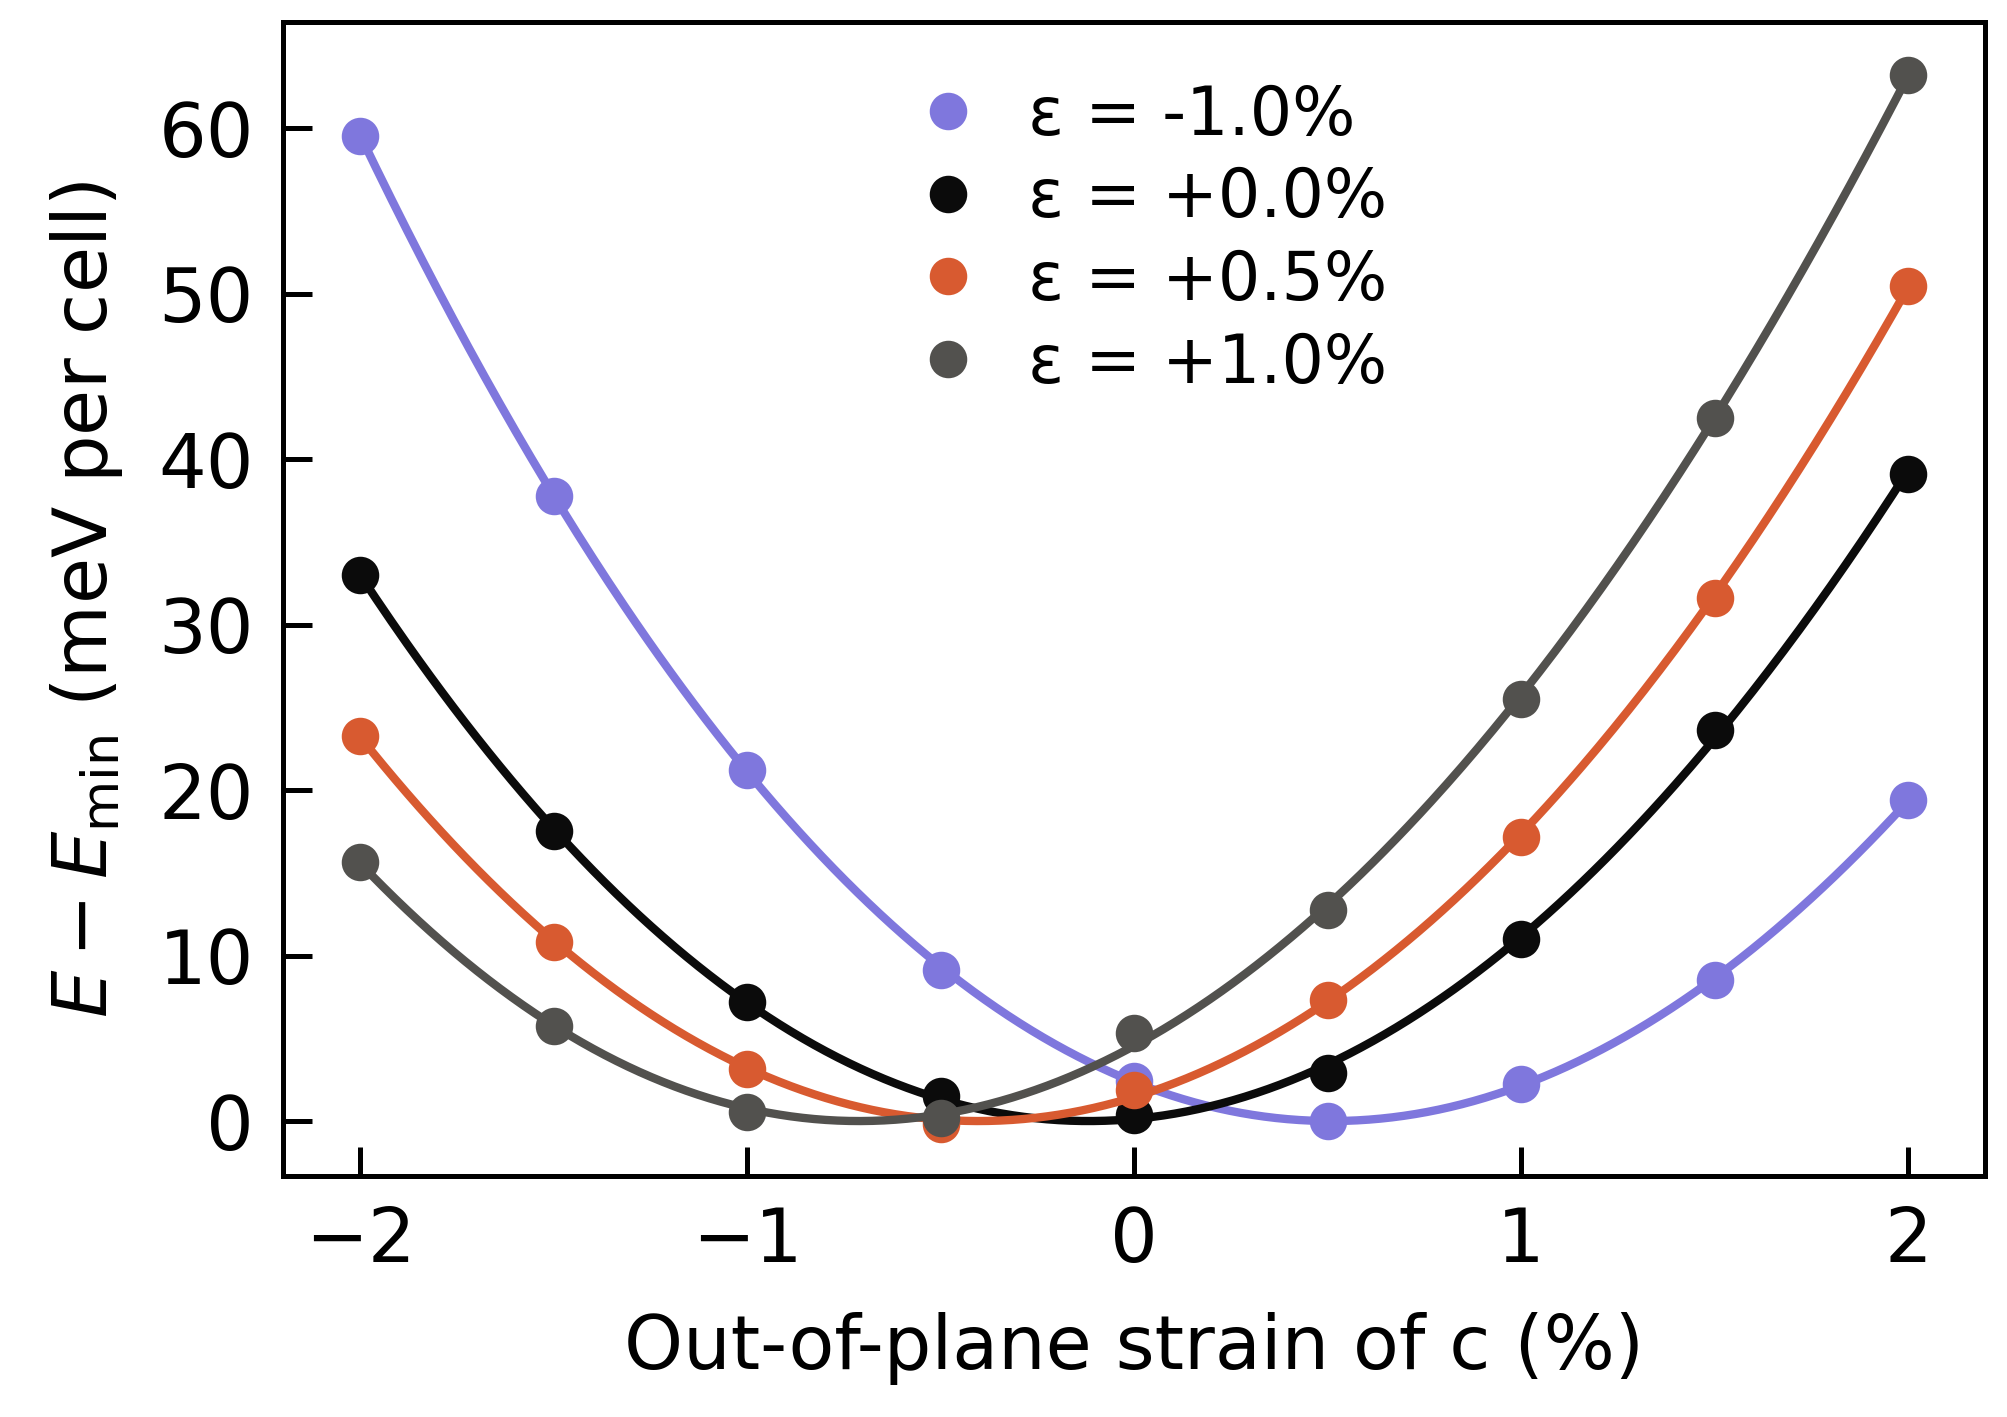 ε = -1.0%
ε = +0.0%
ε = +0.5%
ε = +1.0%
60
50
40
30
20
10
0
E − Emin (meV per cell)
−2 −1 0 1 2
Out-of-plane strain of c (%)